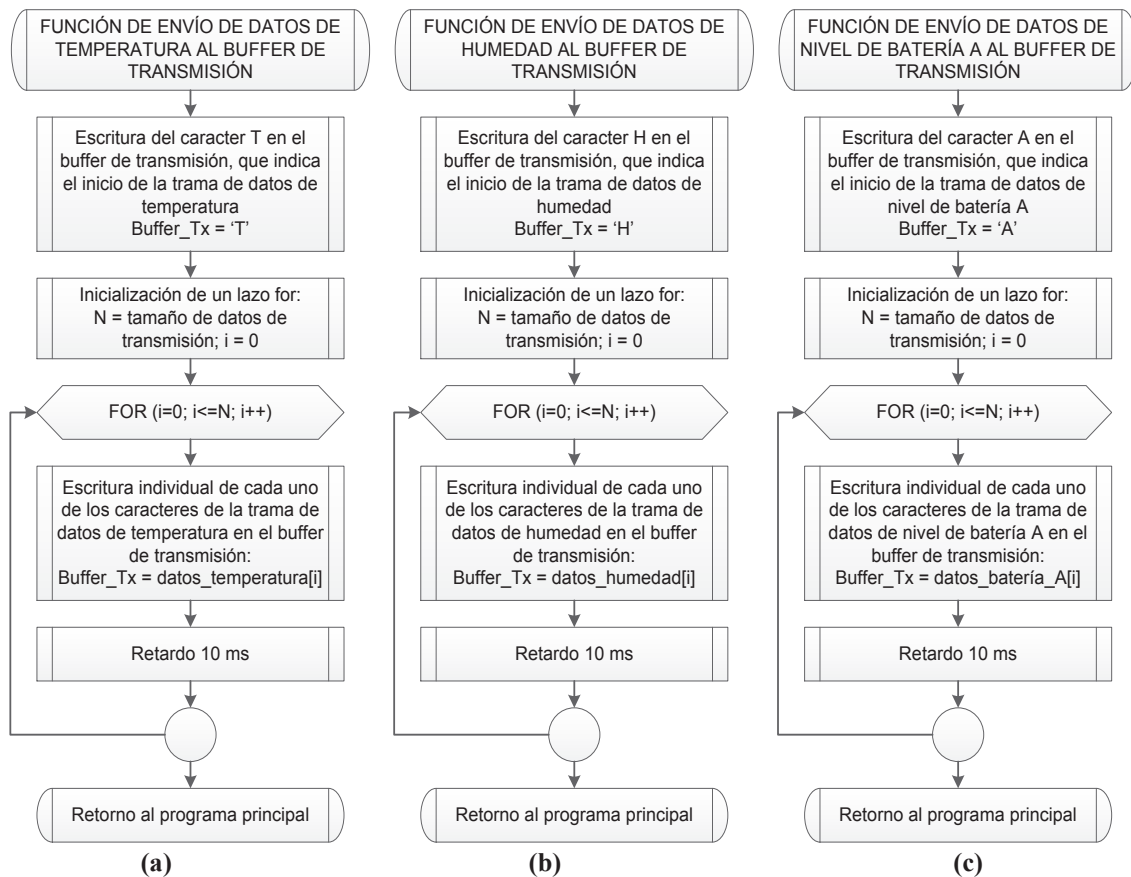 FUNCIÓN DE ENVÍO DE DATOS DE
TEMPERATURA AL BUFFER DE
TRANSMISIÓN
Escritura del caracter T en el
buffer de transmisión, que indica
el inicio de la trama de datos de
temperatura
Buffer_Tx = ‘T’
Inicialización de un lazo for:
N = tamaño de datos de
transmisión; i = 0
FOR (i=0; i<=N; i++)
Escritura individual de cada uno
de los caracteres de la trama de
datos de temperatura en el buffer
de transmisión:
Buffer_Tx = datos_temperatura[i]
Retardo 10 ms
Retorno al programa principal
(a)
FUNCIÓN DE ENVÍO DE DATOS DE
HUMEDAD AL BUFFER DE
TRANSMISIÓN
Escritura del caracter H en el
buffer de transmisión, que indica
el inicio de la trama de datos de
humedad
Buffer_Tx = ‘H’
Inicialización de un lazo for:
N = tamaño de datos de
transmisión; i = 0
FOR (i=0; i<=N; i++)
Escritura individual de cada uno
de los caracteres de la trama de
datos de humedad en el buffer
de transmisión:
Buffer_Tx = datos_humedad[i]
Retardo 10 ms
Retorno al programa principal
(b)
FUNCIÓN DE ENVÍO DE DATOS DE
NIVEL DE BATERÍA A AL BUFFER DE
TRANSMISIÓN
Escritura del caracter A en el
buffer de transmisión, que indica
el inicio de la trama de datos de
nivel de batería A
Buffer_Tx = ‘A’
Inicialización de un lazo for:
N = tamaño de datos de
transmisión; i = 0
FOR (i=0; i<=N; i++)
Escritura individual de cada uno
de los caracteres de la trama de
datos de nivel de batería A en el
buffer de transmisión:
Buffer_Tx = datos_batería_A[i]
Retardo 10 ms
Retorno al programa principal
(c)